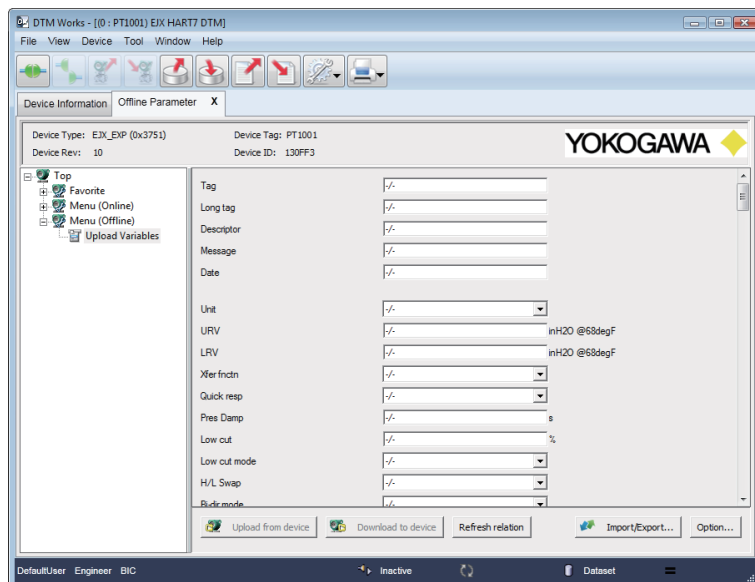 DTM Works - [(0 : PT1001) EJX HART7 DTM]
File View Device Tool Window Help
Device Information Offline Parameter X
Device Type: EJX_EXP (0x3751) Device Tag: PT1001
Device Rev: 10 Device ID: 130FF3
YOKOGAWA
Top
Favorite
Menu (Online)
Menu (Offline)
Upload Variables
Tag -/-
Long tag -/-
Descriptor -/-
Message -/-
Date -/-
Unit -/-
URV -/- inH2O @68degF
LRV -/- inH2O @68degF
Xfer fnctn -/-
Quick resp -/-
Pres Damp -/- s
Low cut -/- %
Low cut mode -/-
H/L Swap -/-
Bi-dir mode -/-
Upload from device Download to device Refresh relation Import/Export... Option...
DefaultUser Engineer BIC Inactive Dataset